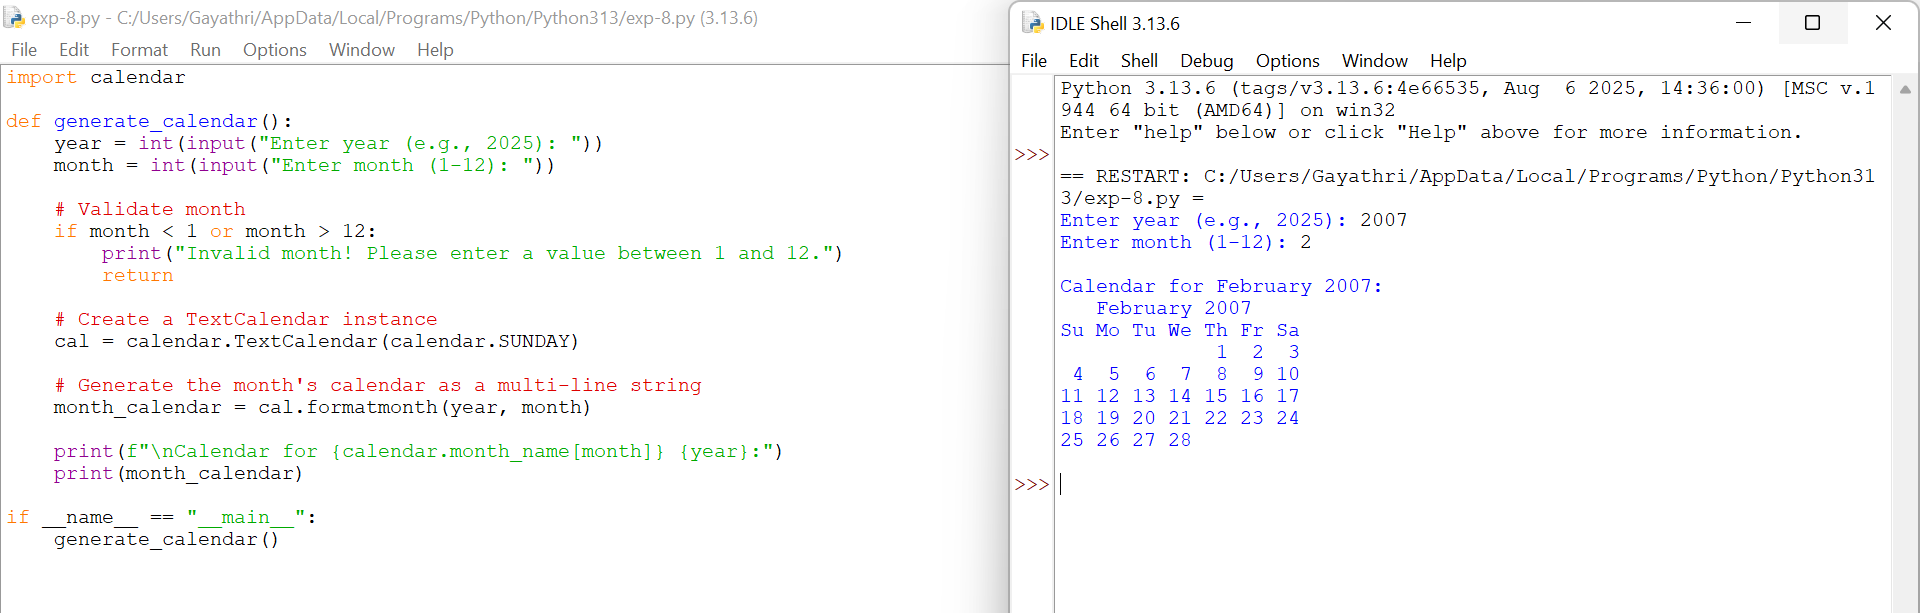 exp-8.py - C:/Users/Gayathri/AppData/Local/Programs/Python/Python313/exp-8.py (3.13.6)
File Edit Format Run Options Window Help
import calendar

def generate_calendar():
    year = int(input("Enter year (e.g., 2025): "))
    month = int(input("Enter month (1-12): "))

    # Validate month
    if month < 1 or month > 12:
        print("Invalid month! Please enter a value between 1 and 12.")
        return

    # Create a TextCalendar instance
    cal = calendar.TextCalendar(calendar.SUNDAY)

    # Generate the month's calendar as a multi-line string
    month_calendar = cal.formatmonth(year, month)

    print(f"\nCalendar for {calendar.month_name[month]} {year}:")
    print(month_calendar)

if __name__ == "__main__":
    generate_calendar()
IDLE Shell 3.13.6
File Edit Shell Debug Options Window Help
Python 3.13.6 (tags/v3.13.6:4e66535, Aug  6 2025, 14:36:00) [MSC v.1
944 64 bit (AMD64)] on win32
Enter "help" below or click "Help" above for more information.
>>>
== RESTART: C:/Users/Gayathri/AppData/Local/Programs/Python/Python31
3/exp-8.py =
Enter year (e.g., 2025): 2007
Enter month (1-12): 2

Calendar for February 2007:
   February 2007
Su Mo Tu We Th Fr Sa
             1  2  3
 4  5  6  7  8  9 10
11 12 13 14 15 16 17
18 19 20 21 22 23 24
25 26 27 28

>>>